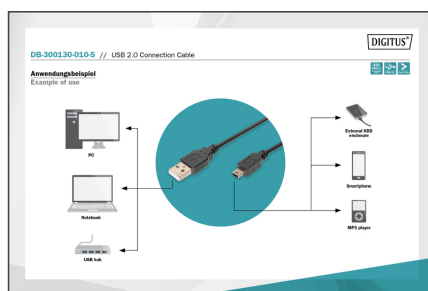 DIGITUS®
DB-300130-010-S // USB 2.0 Connection Cable
Anwendungsbeispiel
Example of use
PC
Notebook
USB hub
External HDD
enclosure
Smartphone
MP3 player